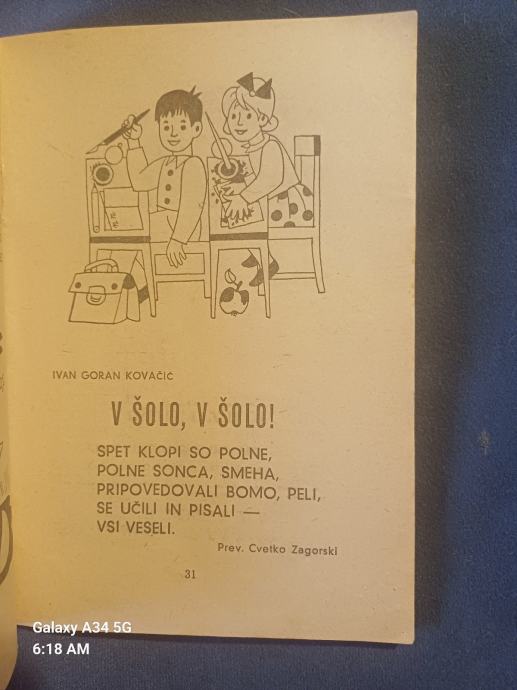 IVAN GORAN KOVAČIĆ
V ŠOLO, V ŠOLO!
SPET KLOPI SO POLNE,
POLNE SONCA, SMEHA,
PRIPOVEDOVALI BOMO, PELI,
SE UČILI IN PISALI —
VSI VESELI.
Prev. Cvetko Zagorski
31
Galaxy A34 5G
6:18 AM